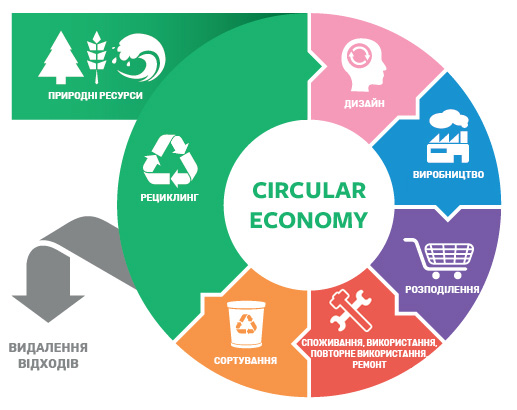 ПРИРОДНІ РЕСУРСИ
ДИЗАЙН
ВИРОБНИЦТВО
РЕЦИКЛИНГ
CIRCULAR
ECONOMY
РОЗПОДІЛЕННЯ
СПОЖИВАННЯ, ВИКОРИСТАННЯ,
ПОВТОРНЕ ВИКОРИСТАННЯ,
РЕМОНТ
СОРТУВАННЯ
ВИДАЛЕННЯ
ВІДХОДІВ